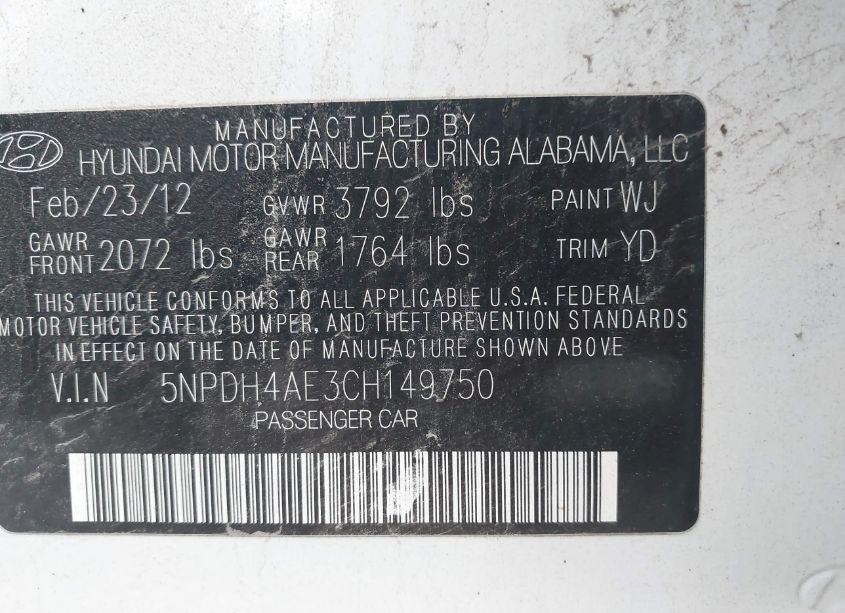 MANUFACTURED BY
HYUNDAI MOTOR MANUFACTURING ALABAMA, LLC
Feb/23/12 GVWR 3792 lbs PAINT WJ
GAWR FRONT 2072 lbs GAWR REAR 1764 lbs TRIM YD
THIS VEHICLE CONFORMS TO ALL APPLICABLE U.S.A. FEDERAL
MOTOR VEHICLE SAFETY, BUMPER, AND THEFT PREVENTION STANDARDS
IN EFFECT ON THE DATE OF MANUFACTURE SHOWN ABOVE
V.I.N 5NPDH4AE3CH149750
PASSENGER CAR